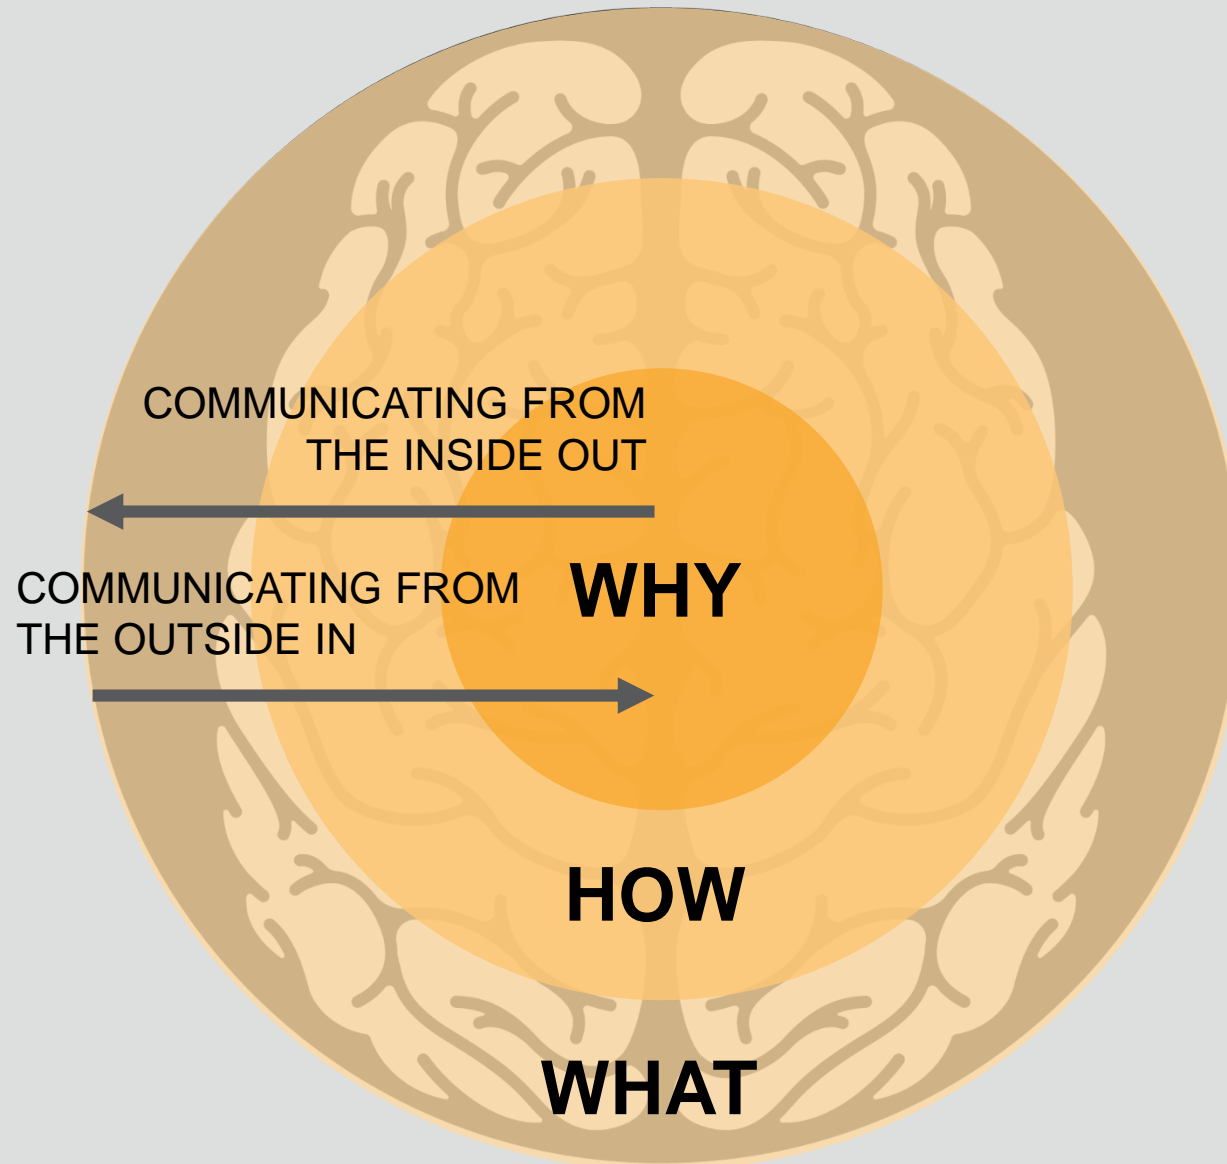 COMMUNICATING FROM
THE INSIDE OUT
COMMUNICATING FROM
THE OUTSIDE IN
WHY
HOW
WHAT